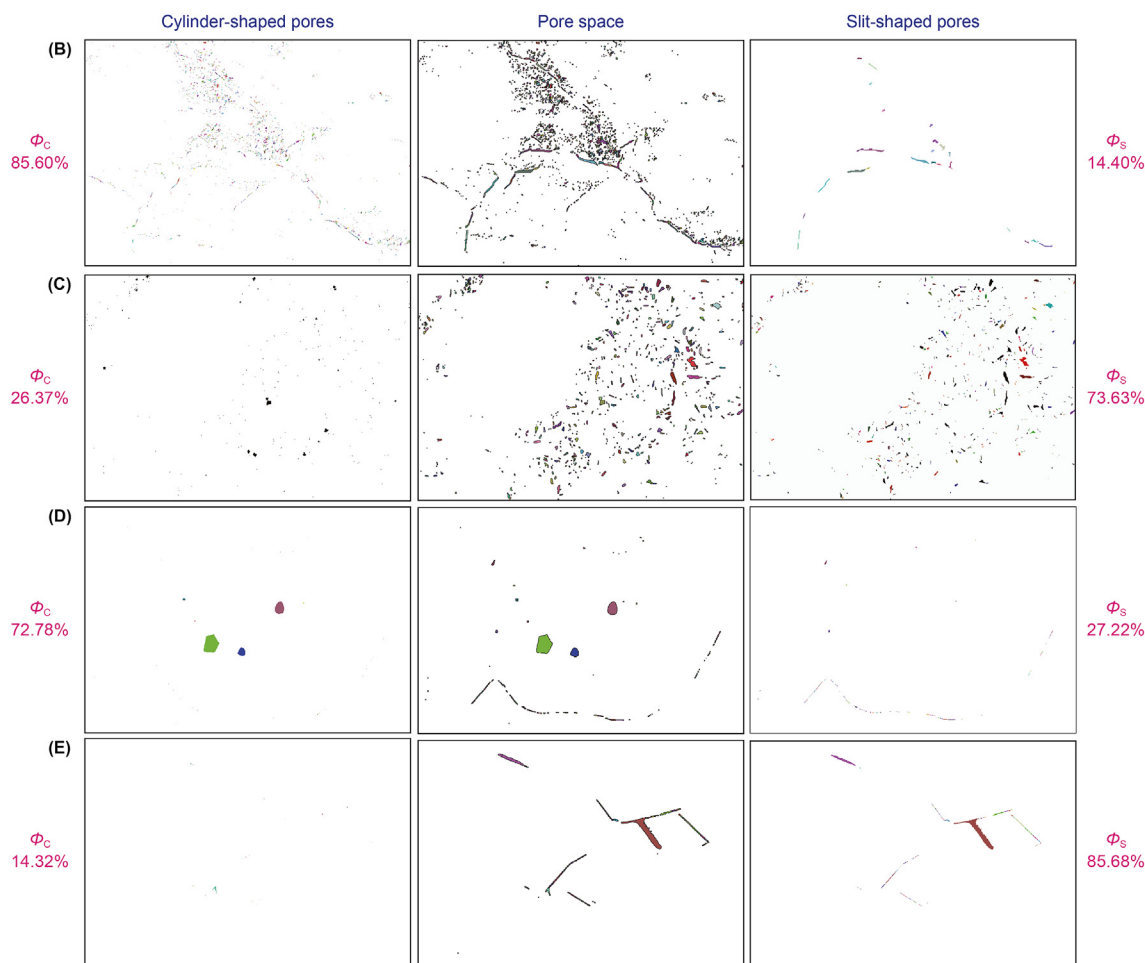 Cylinder-shaped pores Pore space Slit-shaped pores
(B)
Φc
85.60%
Φs
14.40%
(C)
Φc
26.37%
Φs
73.63%
(D)
Φc
72.78%
Φs
27.22%
(E)
Φc
14.32%
Φs
85.68%